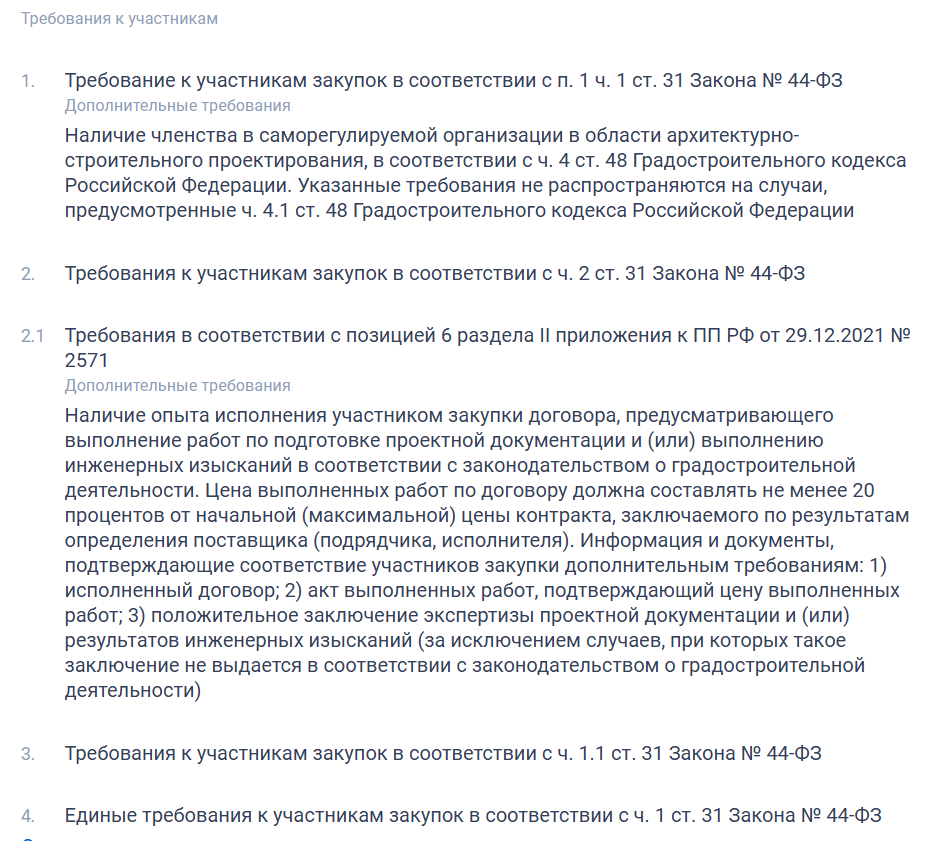 Требования к участникам
1. Требование к участникам закупок в соответствии с п. 1 ч. 1 ст. 31 Закона № 44-ФЗ
Дополнительные требования
Наличие членства в саморегулируемой организации в области архитектурно-
строительного проектирования, в соответствии с ч. 4 ст. 48 Градостроительного кодекса
Российской Федерации. Указанные требования не распространяются на случаи,
предусмотренные ч. 4.1 ст. 48 Градостроительного кодекса Российской Федерации
2. Требования к участникам закупок в соответствии с ч. 2 ст. 31 Закона № 44-ФЗ
2.1 Требования в соответствии с позицией 6 раздела II приложения к ПП РФ от 29.12.2021 №
2571
Дополнительные требования
Наличие опыта исполнения участником закупки договора, предусматривающего
выполнение работ по подготовке проектной документации и (или) выполнению
инженерных изысканий в соответствии с законодательством о градостроительной
деятельности. Цена выполненных работ по договору должна составлять не менее 20
процентов от начальной (максимальной) цены контракта, заключаемого по результатам
определения поставщика (подрядчика, исполнителя). Информация и документы,
подтверждающие соответствие участников закупки дополнительным требованиям: 1)
исполненный договор; 2) акт выполненных работ, подтверждающий цену выполненных
работ; 3) положительное заключение экспертизы проектной документации и (или)
результатов инженерных изысканий (за исключением случаев, при которых такое
заключение не выдается в соответствии с законодательством о градостроительной
деятельности)
3. Требования к участникам закупок в соответствии с ч. 1.1 ст. 31 Закона № 44-ФЗ
4. Единые требования к участникам закупок в соответствии с ч. 1 ст. 31 Закона № 44-ФЗ